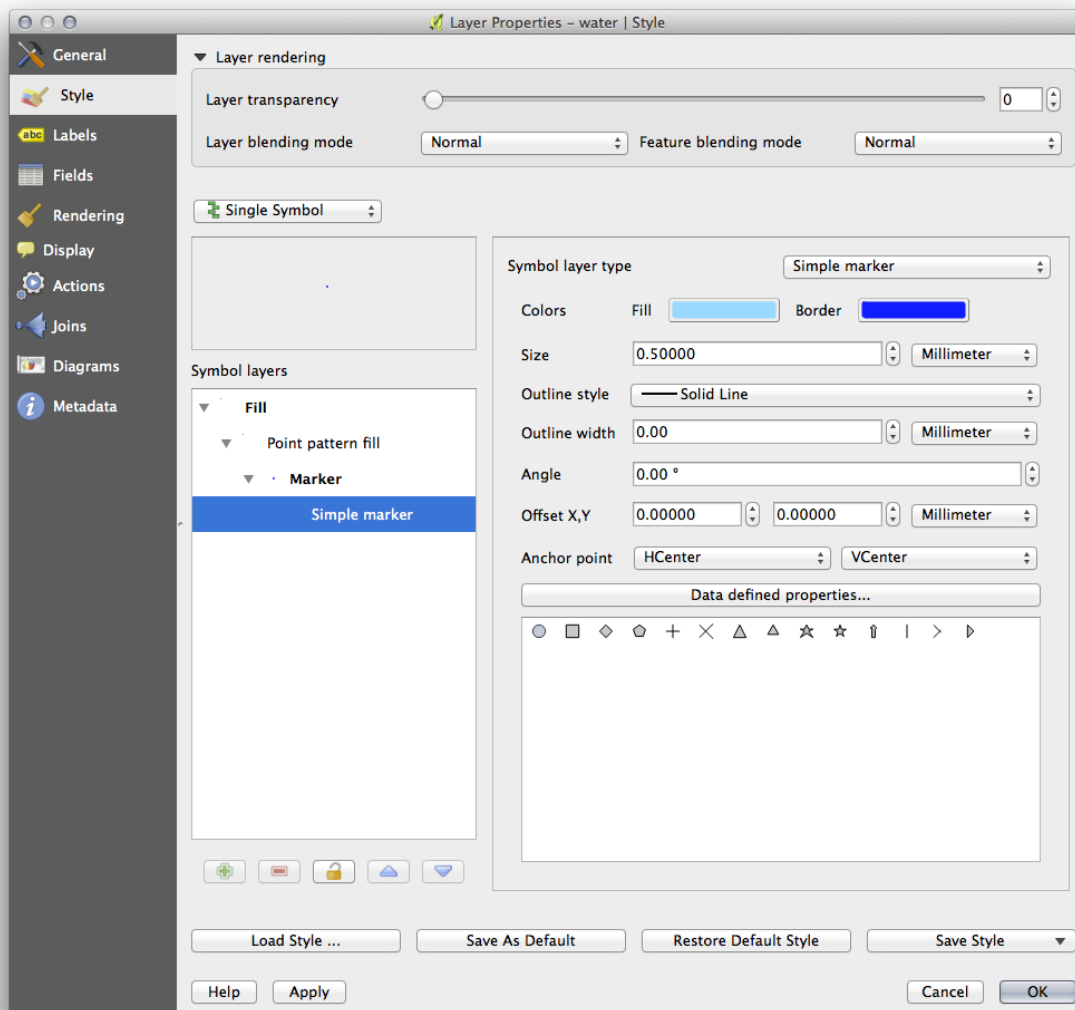 Layer Properties – water | Style
General
Style
abc Labels
Fields
Rendering
Display
Actions
Joins
Diagrams
i Metadata
Layer rendering
Layer transparency 0
Layer blending mode Normal Feature blending mode Normal
Single Symbol
Symbol layers
Fill
Point pattern fill
Marker
Simple marker
Symbol layer type Simple marker
Colors Fill Border
Size 0.50000 Millimeter
Outline style Solid Line
Outline width 0.00 Millimeter
Angle 0.00 °
Offset X,Y 0.00000 0.00000 Millimeter
Anchor point HCenter VCenter
Data defined properties...
Load Style ... Save As Default Restore Default Style Save Style
Help Apply Cancel OK